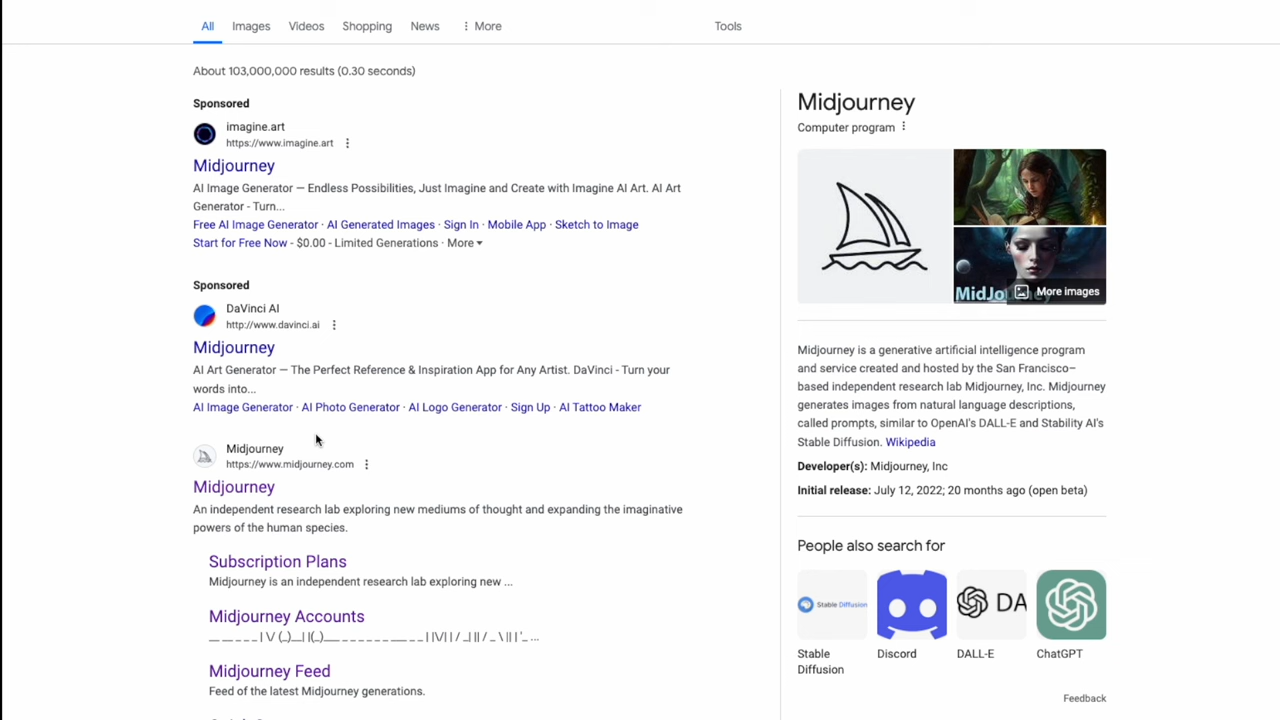 All Images Videos Shopping News More Tools
About 103,000,000 results (0.30 seconds)
Sponsored
imagine.art
https://www.imagine.art
Midjourney
AI Image Generator — Endless Possibilities, Just Imagine and Create with Imagine AI Art. AI Art
Generator - Turn...
Free AI Image Generator · AI Generated Images · Sign In · Mobile App · Sketch to Image
Start for Free Now - $0.00 - Limited Generations · More
Sponsored
DaVinci AI
http://www.davinci.ai
Midjourney
AI Art Generator — The Perfect Reference & Inspiration App for Any Artist. DaVinci - Turn your
words into...
AI Image Generator · AI Photo Generator · AI Logo Generator · Sign Up · AI Tattoo Maker
Midjourney
https://www.midjourney.com
Midjourney
An independent research lab exploring new mediums of thought and expanding the imaginative
powers of the human species.
Subscription Plans
Midjourney is an independent research lab exploring new ...
Midjourney Accounts
Midjourney Feed
Feed of the latest Midjourney generations.
Midjourney
Computer program
MidJo
More images
Midjourney is a generative artificial intelligence program
and service created and hosted by the San Francisco–
based independent research lab Midjourney, Inc. Midjourney
generates images from natural language descriptions,
called prompts, similar to OpenAI's DALL-E and Stability AI's
Stable Diffusion. Wikipedia
Developer(s): Midjourney, Inc
Initial release: July 12, 2022; 20 months ago (open beta)
People also search for
Stable Diffusion
DA
Stable
Diffusion
Discord
DALL-E
ChatGPT
Feedback